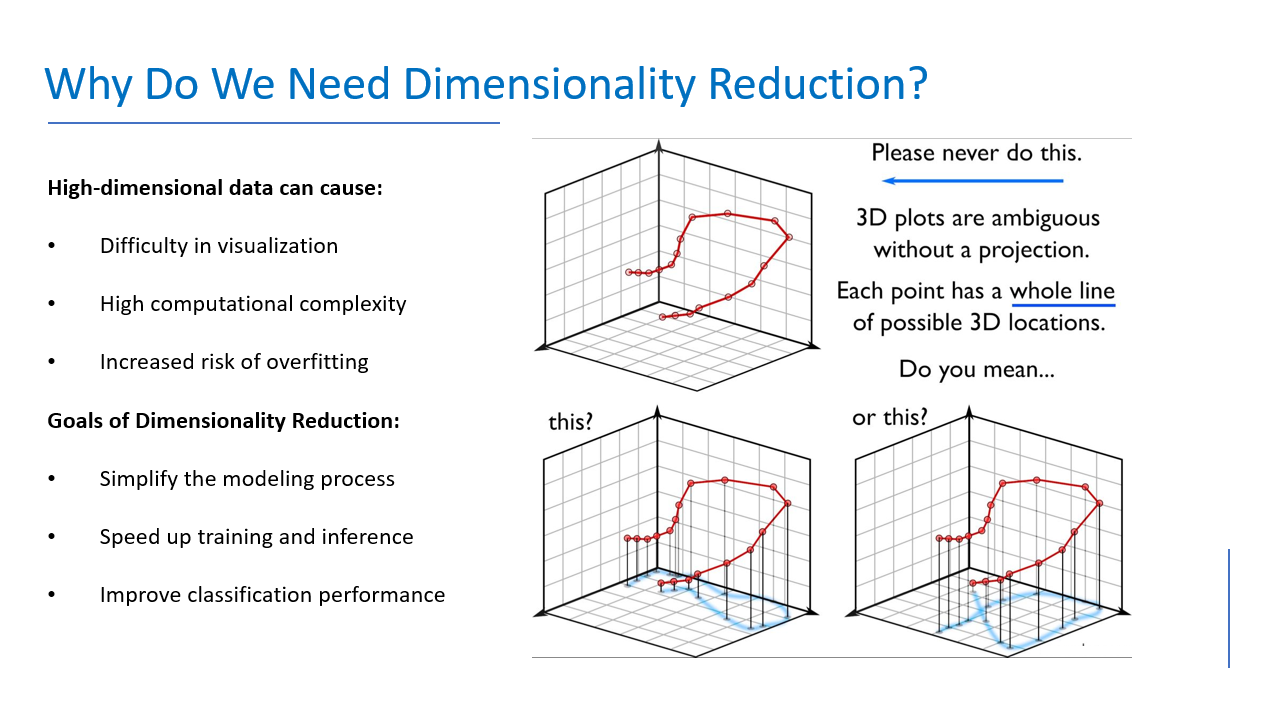 Why Do We Need Dimensionality Reduction?
High-dimensional data can cause:
• Difficulty in visualization
• High computational complexity
• Increased risk of overfitting
Goals of Dimensionality Reduction:
• Simplify the modeling process
• Speed up training and inference
• Improve classification performance
Please never do this.
3D plots are ambiguous
without a projection.
Each point has a whole line
of possible 3D locations.
Do you mean...
this?
or this?